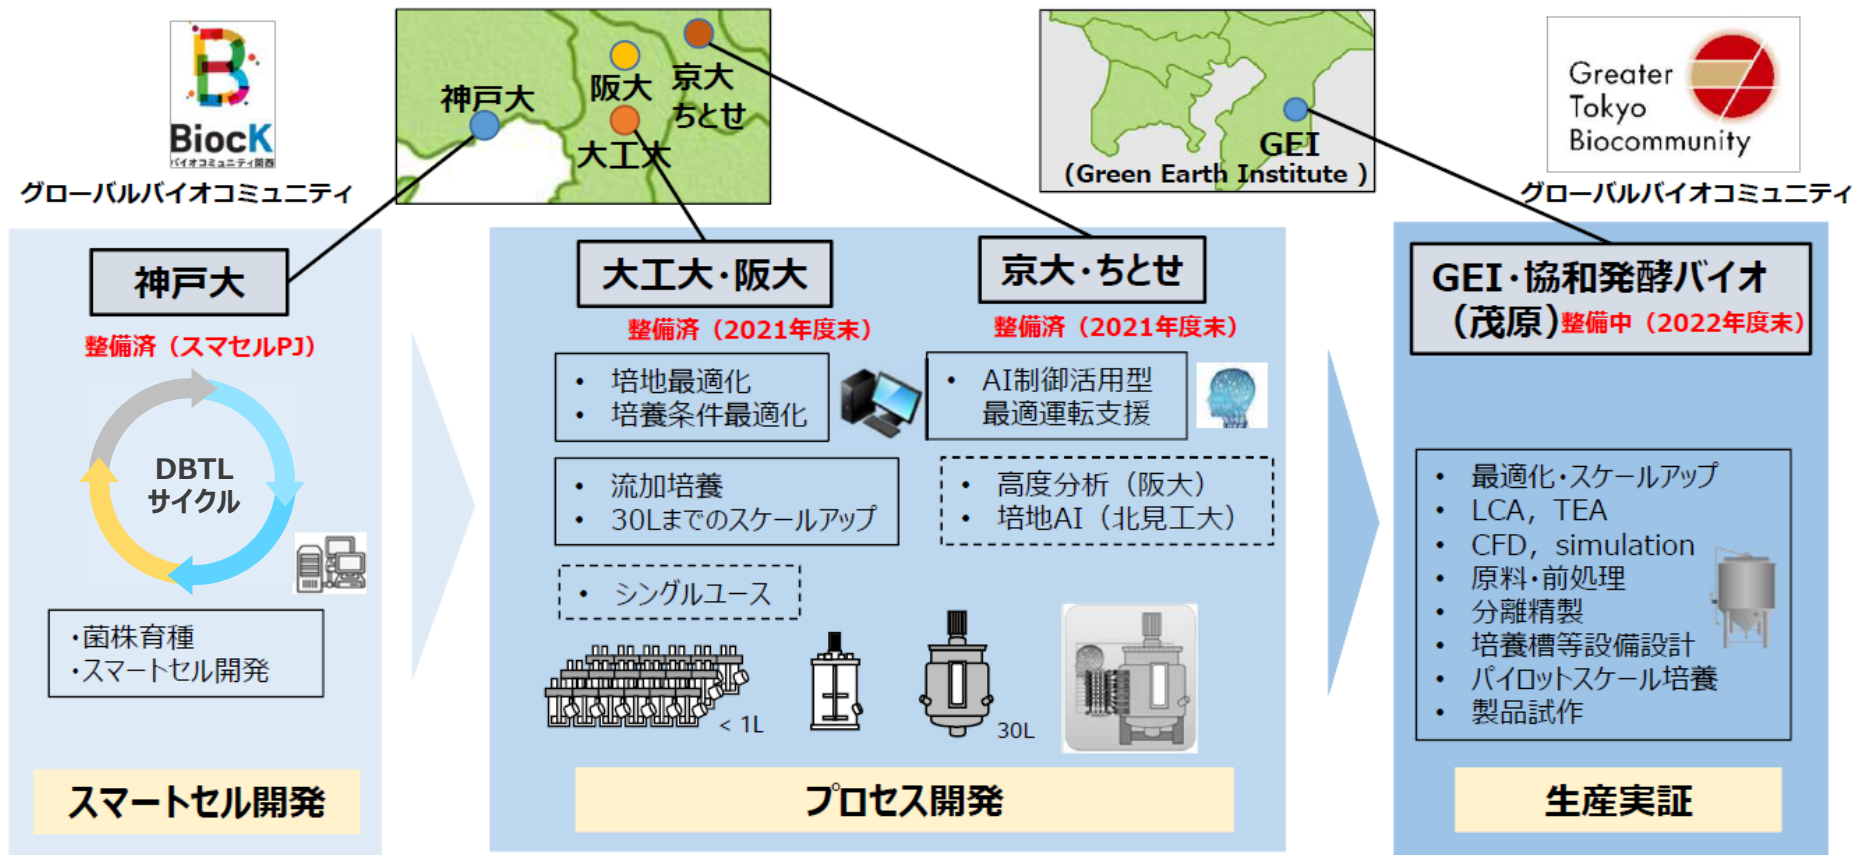 BiocK
バイオコミュニティ関西
グローバルバイオコミュニティ
神戸大
阪大
大工大
京大
ちとせ
GEI
(Green Earth Institute )
Greater
Tokyo
Biocommunity
グローバルバイオコミュニティ
神戸大
整備済（スマセルPJ）
DBTL
サイクル
・菌株育種
・スマートセル開発
スマートセル開発
大工大・阪大
整備済（2021年度末）
• 培地最適化
• 培養条件最適化
• 流加培養
• 30Lまでのスケールアップ
• シングルユース
< 1L
30L
京大・ちとせ
整備済（2021年度末）
• AI制御活用型
最適運転支援
• 高度分析（阪大）
• 培地AI（北見工大）
プロセス開発
GEI・協和発酵バイオ
（茂原）整備中（2022年度末）
• 最適化・スケールアップ
• LCA，TEA
• CFD，simulation
• 原料・前処理
• 分離精製
• 培養槽等設備設計
• パイロットスケール培養
• 製品試作
生産実証